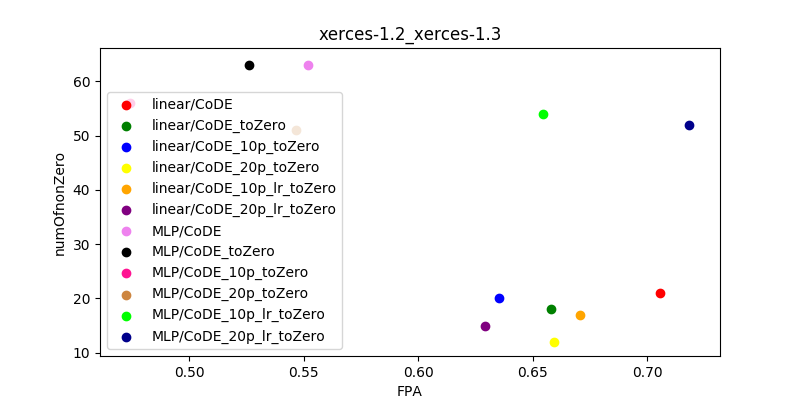 xerces-1.2_xerces-1.3
numOfnonZero
60
50
40
30
20
10
linear/CoDE
linear/CoDE_toZero
linear/CoDE_10p_toZero
linear/CoDE_20p_toZero
linear/CoDE_10p_lr_toZero
linear/CoDE_20p_lr_toZero
MLP/CoDE
MLP/CoDE_toZero
MLP/CoDE_10p_toZero
MLP/CoDE_20p_toZero
MLP/CoDE_10p_lr_toZero
MLP/CoDE_20p_lr_toZero
0.50 0.55 0.60 0.65 0.70
FPA